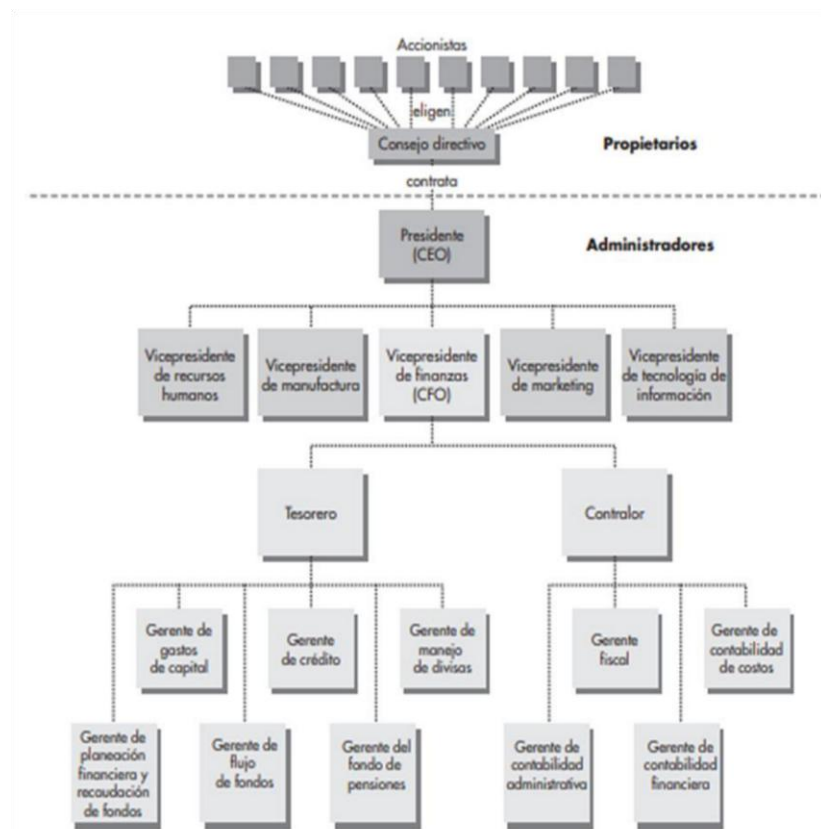 Accionistas
eligen
Consejo directivo
Propietarios
contrata
Presidente
(CEO)
Administradores
Vicepresidente
de recursos
humanos
Vicepresidente
de manufactura
Vicepresidente
de finanzas
(CFO)
Vicepresidente
de marketing
Vicepresidente
de tecnología de
información
Tesorero
Contralor
Gerente de
gastos
de capital
Gerente
de crédito
Gerente de
manejo
de divisas
Gerente
fiscal
Gerente de
contabilidad
de costos
Gerente de
planeación
financiera y
recaudación
de fondos
Gerente de
flujo
de fondos
Gerente del
fondo de
pensiones
Gerente de
contabilidad
administrativa
Gerente de
contabilidad
financiera